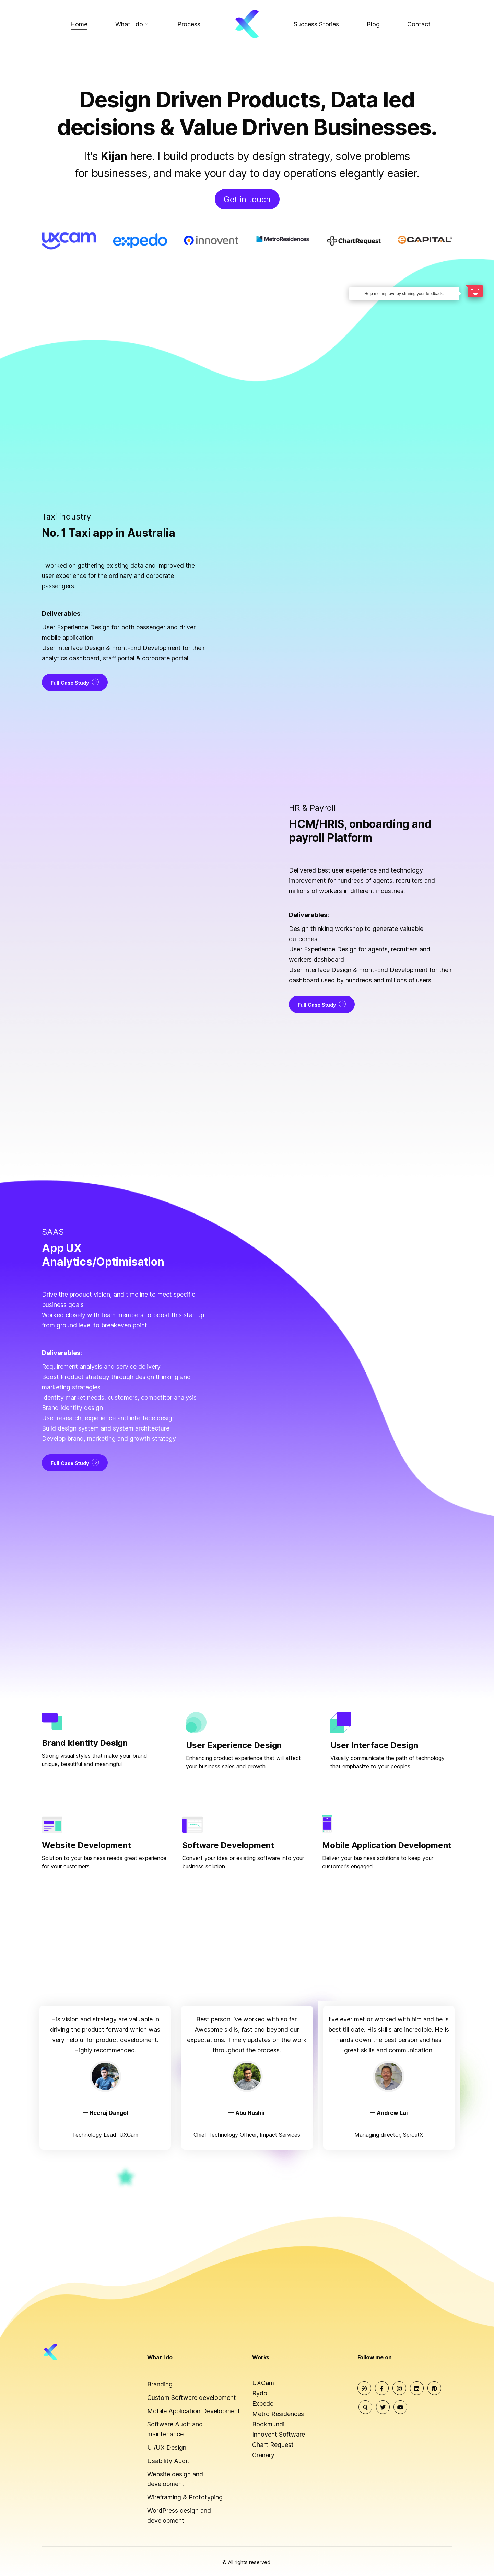 Home
What I do
Process
Success Stories
Blog
Contact
Design Driven Products, Data led
decisions & Value Driven Businesses.
It's Kijan here. I build products by design strategy, solve problems
for businesses, and make your day to day operations elegantly easier.
Get in touch
uxcam
expedo
innovent
MetroResidences
ChartRequest
CAPITAL
Help me improve by sharing your feedback
Taxi industry
No. 1 Taxi app in Australia
I worked on gathering existing data and improved the
user experience for the ordinary and corporate
passengers.
Deliverables:
User Experience Design for both passenger and driver
mobile application
User Interface Design & Front-End Development for their
analytics dashboard, staff portal & corporate portal.
Full Case Study
HR & Payroll
HCM/HRIS, onboarding and
payroll Platform
Delivered best user experience and technology
improvement for hundreds of agents, recruiters and
millions of workers in different industries.
Deliverables:
Design thinking workshop to generate valuable
outcomes
User Experience Design for agents, recruiters and
workers dashboard
User Interface Design & Front-End Development for their
dashboard used by hundreds and millions of users.
Full Case Study
SAAS
App UX
Analytics/Optimisation
Drive the product vision, and timeline to meet specific
business goals
Worked closely with team members to boost this startup
from ground level to breakeven point.
Deliverables:
Requirement analysis and service delivery
Boost Product strategy through design thinking and
marketing strategies
Identity market needs, customers, competitor analysis
Brand Identity design
User research, experience and interface design
Build design system and system architecture
Develop brand, marketing and growth strategy
Full Case Study
Brand Identity Design
Strong visual styles that make your brand
unique, beautiful and meaningful
User Experience Design
Enhancing product experience that will affect
your business sales and growth
User Interface Design
Visually communicate the path of technology
that emphasize to your peoples
Website Development
Solution to your business needs great experience
for your customers
Software Development
Convert your idea or existing software into your
business solution
Mobile Application Development
Deliver your business solutions to keep your
customer's engaged
His vision and strategy are valuable in
driving the product forward which was
very helpful for product development.
Highly recommended.
— Neeraj Dangol
Technology Lead, UXCam
Best person I've worked with so far.
Awesome skills, fast and beyond our
expectations. Timely updates on the work
throughout the process.
— Abu Nashir
Chief Technology Officer, Impact Services
I've ever met or worked with him and he is
best till date. His skills are incredible. He is
hands down the best person and has
great skills and communication.
— Andrew Lai
Managing director, SproutX
What I do
Branding
Custom Software development
Mobile Application Development
Software Audit and
maintenance
UI/UX Design
Usability Audit
Website design and
development
Wireframing & Prototyping
WordPress design and
development
Works
UXCam
Rydo
Expedo
Metro Residences
Bookmundi
Innovent Software
Chart Request
Granary
Follow me on
© All rights reserved.